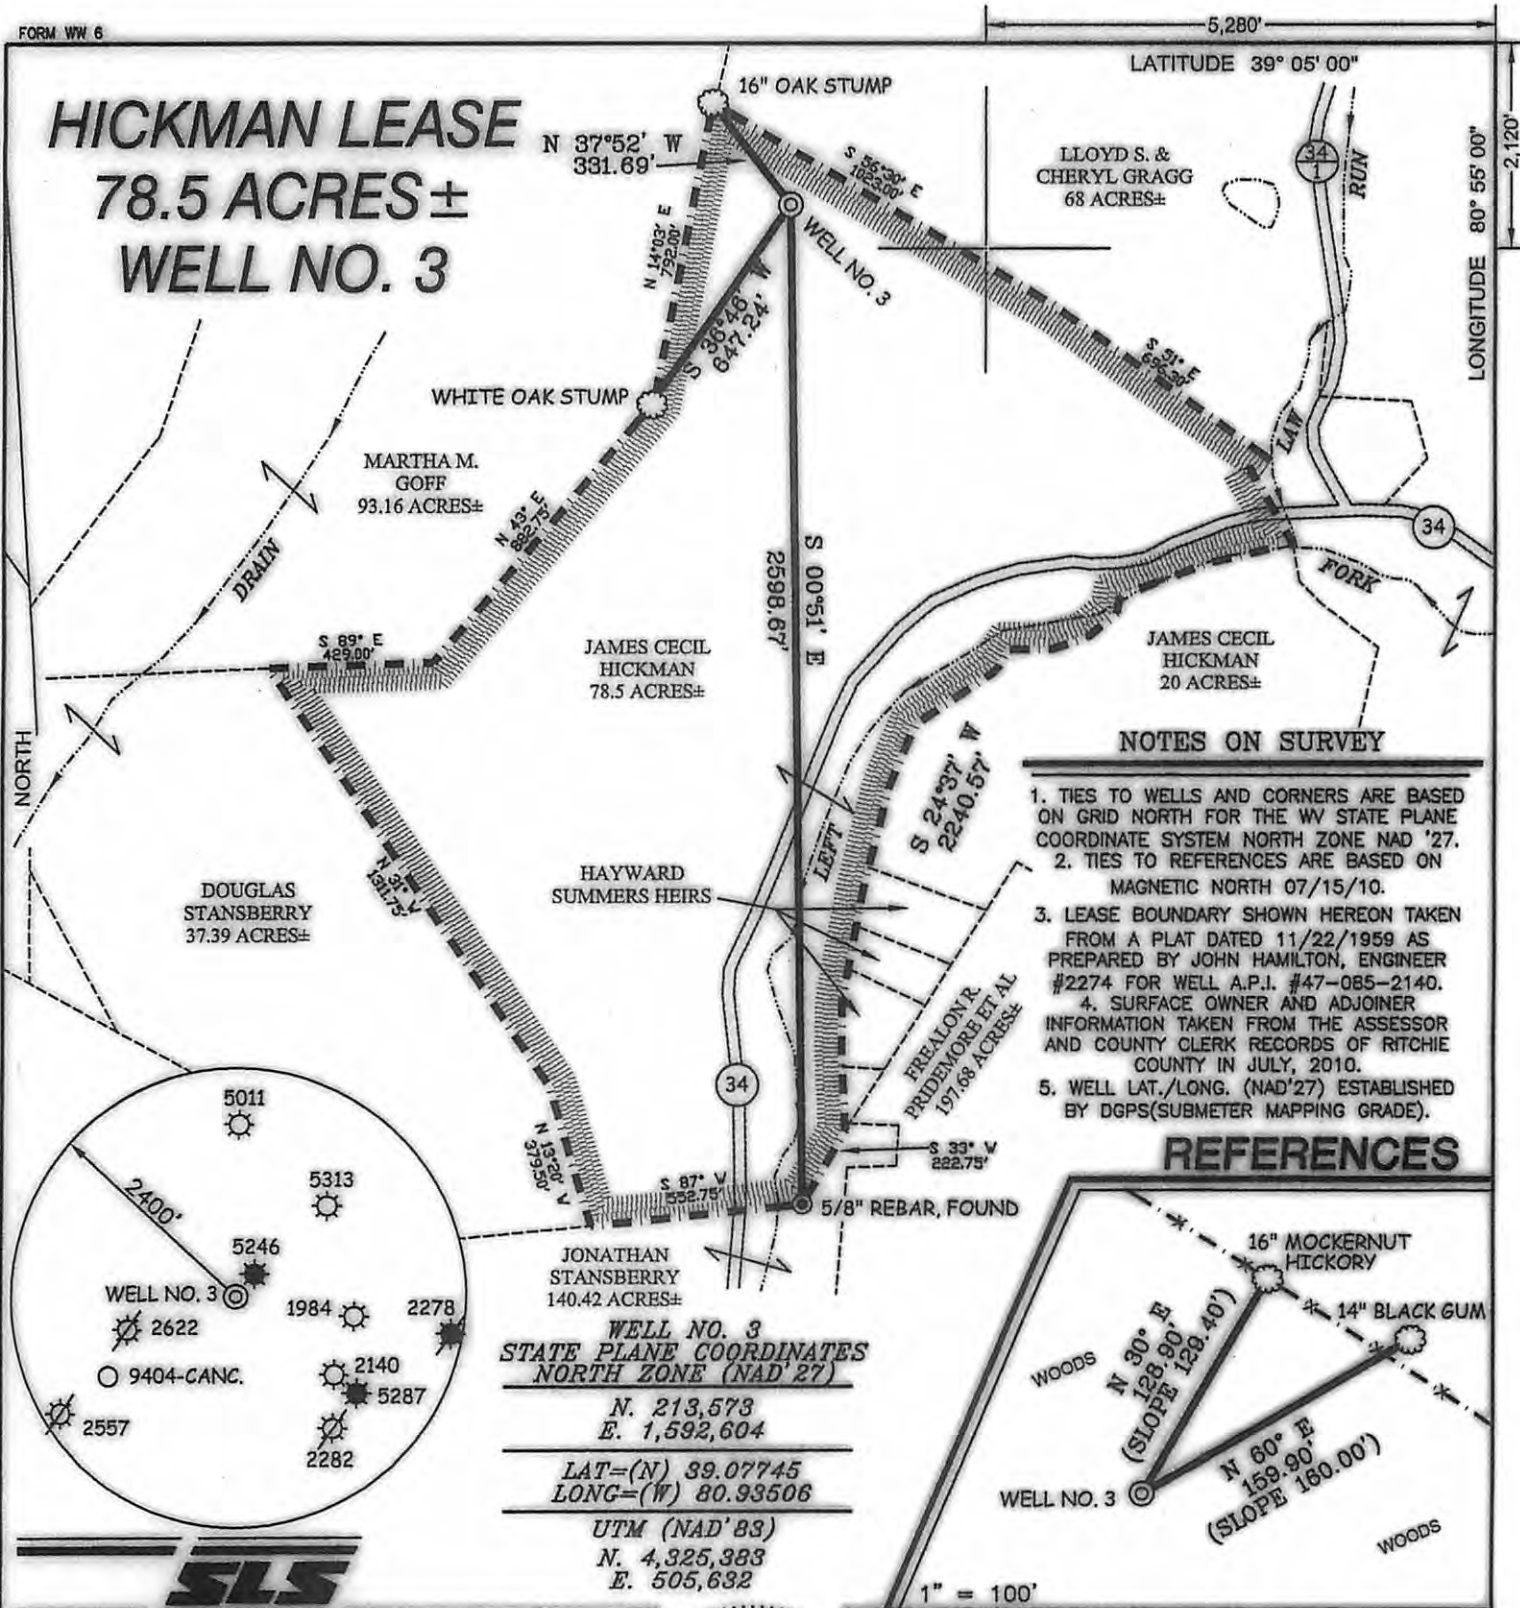 FORM WW 6
5,280'
LATITUDE 39° 05' 00"
2,120'
LONGITUDE 80° 55' 00"
HICKMAN LEASE
78.5 ACRES±
WELL NO. 3
16" OAK STUMP
N 37°52' W
331.69'
S 56°30' E
1023.00'
LLOYD S. &
CHERYL GRAGG
68 ACRES±
34
1
RUN
N 14°03' E
792.00'
WELL NO. 3
S 36°46' W
647.24'
S 51° E
LAW
WHITE OAK STUMP
MARTHA M.
GOFF
93.16 ACRES±
N 43° E
882.75'
DRAIN
34
FORK
S 00°51' E
2598.67'
S 89° E
429.00'
JAMES CECIL
HICKMAN
78.5 ACRES±
JAMES CECIL
HICKMAN
20 ACRES±
NORTH
S 24°37' W
2240.57'
NOTES ON SURVEY
1. TIES TO WELLS AND CORNERS ARE BASED
ON GRID NORTH FOR THE WV STATE PLANE
COORDINATE SYSTEM NORTH ZONE NAD '27.
2. TIES TO REFERENCES ARE BASED ON
MAGNETIC NORTH 07/15/10.
3. LEASE BOUNDARY SHOWN HEREON TAKEN
FROM A PLAT DATED 11/22/1959 AS
PREPARED BY JOHN HAMILTON, ENGINEER
#2274 FOR WELL A.P.I. #47-085-2140.
4. SURFACE OWNER AND ADJOINER
INFORMATION TAKEN FROM THE ASSESSOR
AND COUNTY CLERK RECORDS OF RITCHIE
COUNTY IN JULY, 2010.
5. WELL LAT./LONG. (NAD'27) ESTABLISHED
BY DGPS(SUBMETER MAPPING GRADE).
LEFT
N 31° W
1311.75'
DOUGLAS
STANSBERRY
37.39 ACRES±
HAYWARD
SUMMERS HEIRS
FREALON R.
PRIDEMORE ET AL
197.68 ACRES±
34
N 13°20' W
379.50'
S 87° W
552.75'
S 33° W
222.75'
5/8" REBAR, FOUND
JONATHAN
STANSBERRY
140.42 ACRES±
5011
2400'
5313
5246
WELL NO. 3
1984
2278
2622
2140
9404-CANC.
5287
2557
2282
WELL NO. 3
STATE PLANE COORDINATES
NORTH ZONE (NAD'27)
N. 213,573
E. 1,592,604
LAT=(N) 39.07745
LONG=(W) 80.93506
UTM (NAD'83)
N. 4,325,383
E. 505,632
REFERENCES
16" MOCKERNUT
HICKORY
14" BLACK GUM
WOODS
N 30° E
128.90'
(SLOPE 129.40')
N 60° E
159.90'
(SLOPE 160.00')
WELL NO. 3
WOODS
1" = 100'
SLS